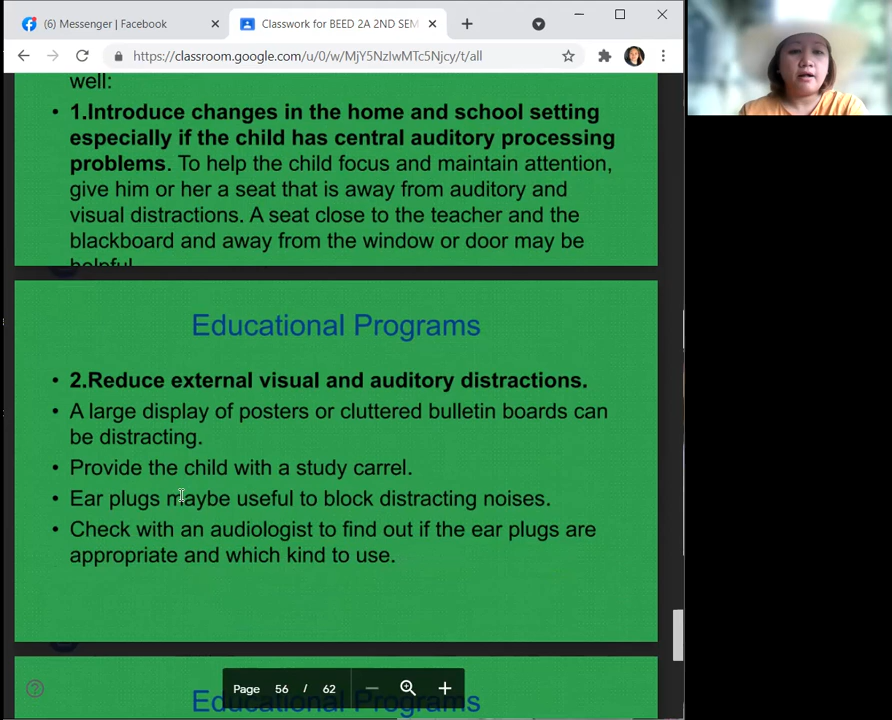 (6) Messenger | Facebook
Classwork for BEED 2A 2ND SEM
https://classroom.google.com/u/0/w/MjY5NzIwMTc5Njcy/t/all
well:
• 1.Introduce changes in the home and school setting
especially if the child has central auditory processing
problems. To help the child focus and maintain attention,
give him or her a seat that is away from auditory and
visual distractions. A seat close to the teacher and the
blackboard and away from the window or door may be
helpful.
Educational Programs
• 2.Reduce external visual and auditory distractions.
• A large display of posters or cluttered bulletin boards can
be distracting.
• Provide the child with a study carrel.
• Ear plugs maybe useful to block distracting noises.
• Check with an audiologist to find out if the ear plugs are
appropriate and which kind to use.
Page 56 / 62
Educational Programs